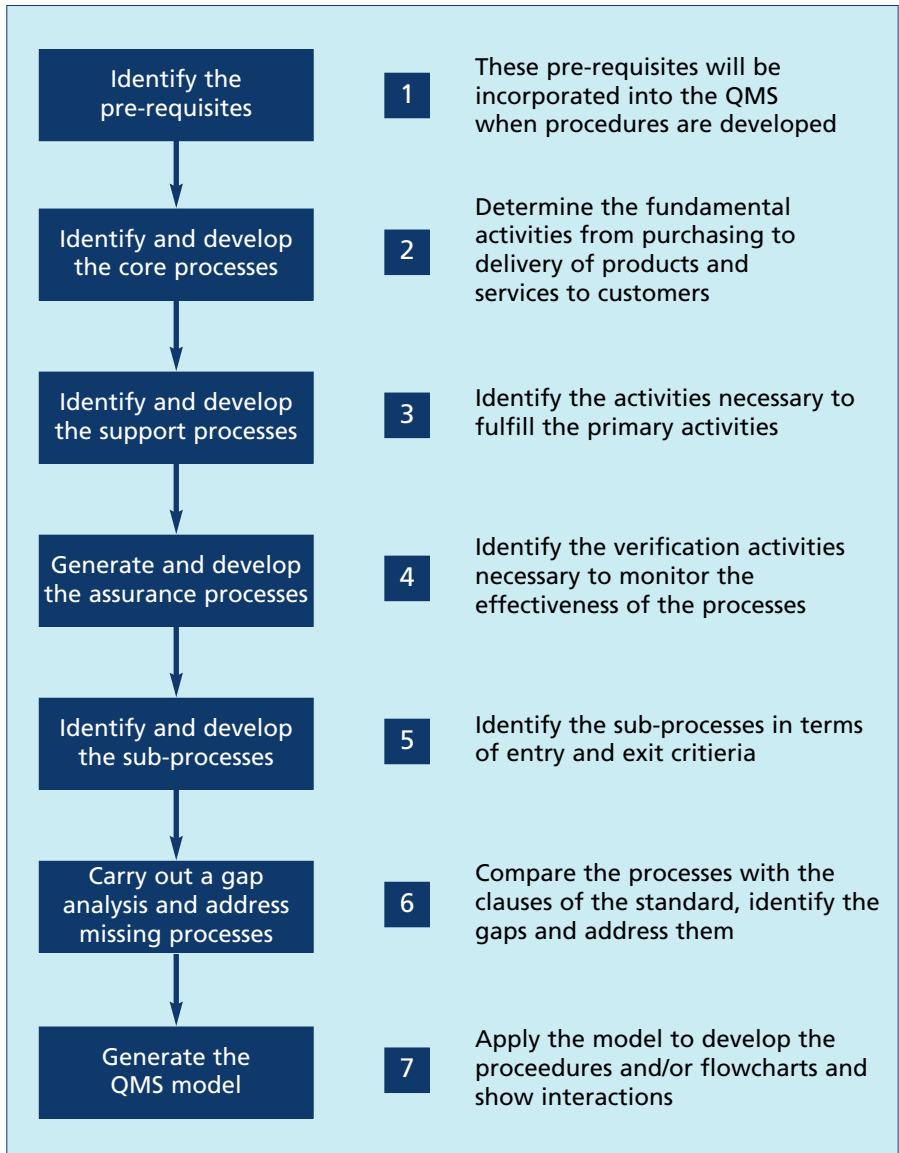 Identify the
pre-requisites
1
These pre-requisites will be
incorporated into the QMS
when procedures are developed
Identify and develop
the core processes
2
Determine the fundamental
activities from purchasing to
delivery of products and
services to customers
Identify and develop
the support processes
3
Identify the activities necessary to
fulfill the primary activities
Generate and develop
the assurance processes
4
Identify the verification activities
necessary to monitor the
effectiveness of the processes
Identify and develop
the sub-processes
5
Identify the sub-processes in terms
of entry and exit critieria
Carry out a gap
analysis and address
missing processes
6
Compare the processes with the
clauses of the standard, identify the
gaps and address them
Generate the
QMS model
7
Apply the model to develop the
proceedures and/or flowcharts and
show interactions